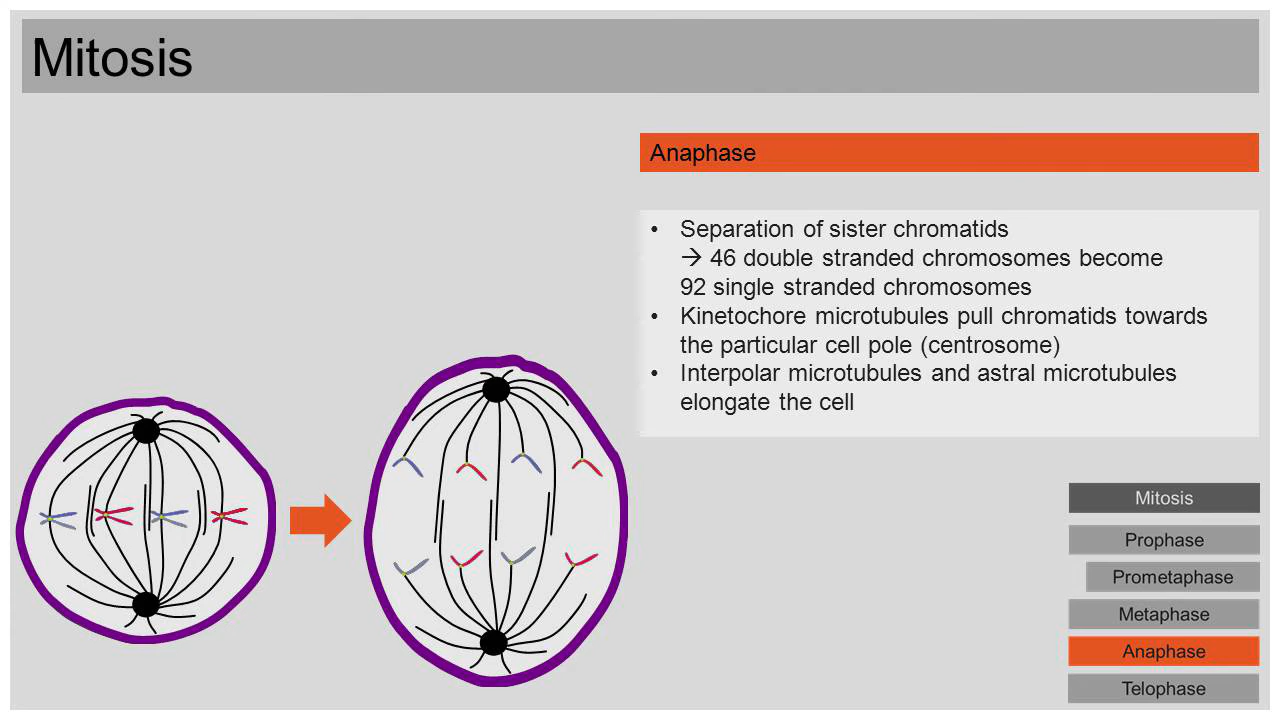 Mitosis
Anaphase
• Separation of sister chromatids
→ 46 double stranded chromosomes become
92 single stranded chromosomes
• Kinetochore microtubules pull chromatids towards
the particular cell pole (centrosome)
• Interpolar microtubules and astral microtubules
elongate the cell
Mitosis
Prophase
Prometaphase
Metaphase
Anaphase
Telophase